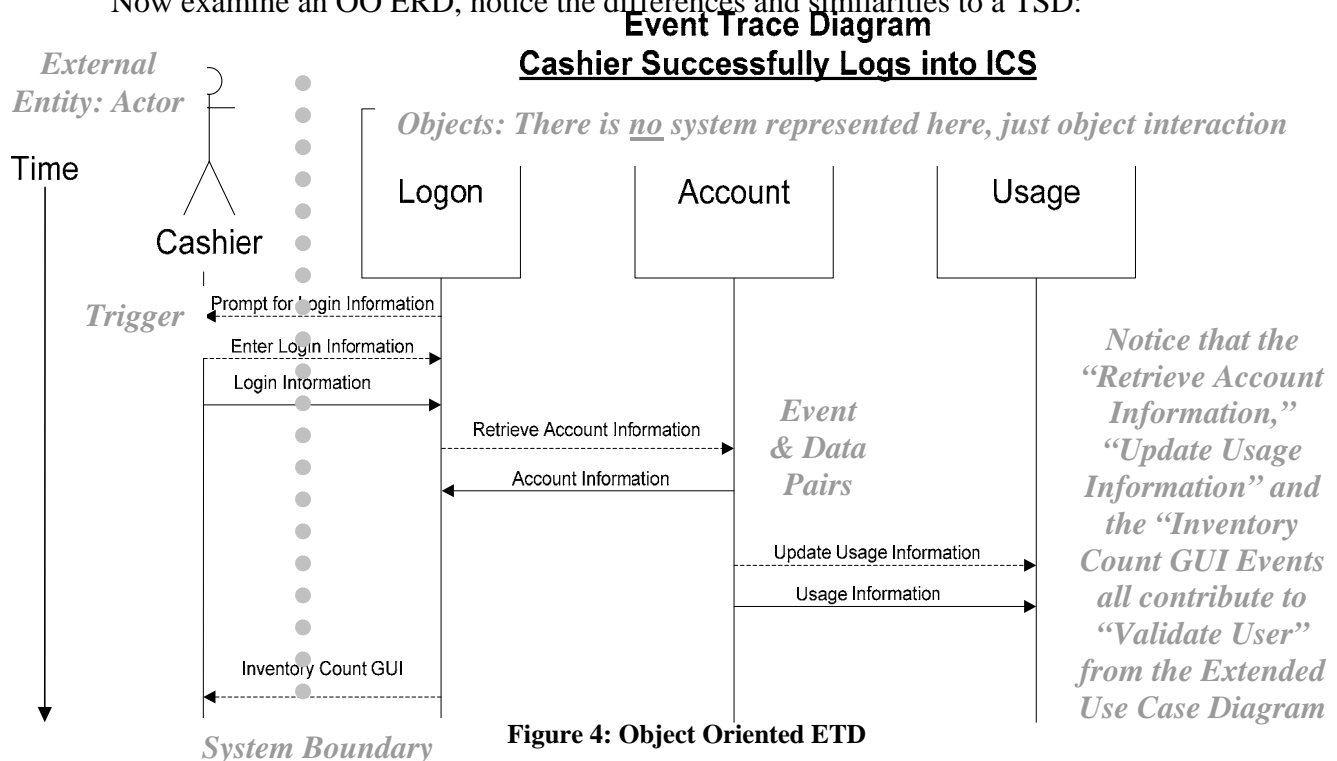 Now examine an OO ERD, notice the differences and similarities to a TSD:
Event Trace Diagram
Cashier Successfully Logs into ICS
External
Entity: Actor
Objects: There is no system represented here, just object interaction
Time
Logon
Account
Usage
Cashier
Trigger
Prompt for Login Information
Enter Login Information
Login Information
Retrieve Account Information
Account Information
Event
& Data
Pairs
Update Usage Information
Usage Information
Inventory Count GUI
Notice that the
“Retrieve Account
Information,”
“Update Usage
Information” and
the “Inventory
Count GUI Events
all contribute to
“Validate User”
from the Extended
Use Case Diagram
System Boundary
Figure 4: Object Oriented ETD